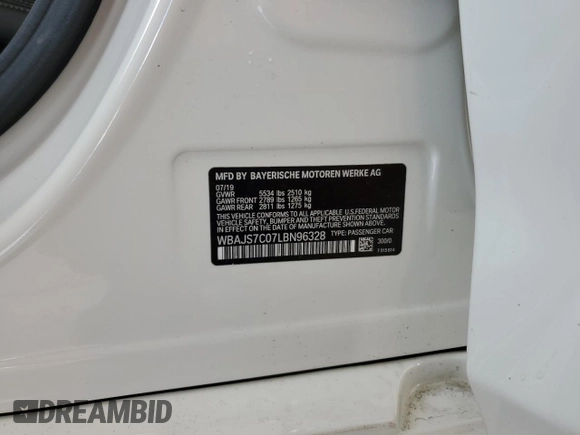 MFD BY BAYERISCHE MOTOREN WERKE AG
07/19
GVWR 5534 lbs 2510 kg
GAWR FRONT 2789 lbs 1265 kg
GAWR REAR 2811 lbs 1275 kg
THIS VEHICLE CONFORMS TO ALL APPLICABLE U.S.FEDERAL MOTOR
VEHICLE SAFETY, BUMPER, AND THEFT PREVENTION STANDARDS
IN EFFECT ON THE DATE OF MANUFACTURE SHOWN ABOVE.
WBAJS7C07LBN96328 TYPE: PASSENGER CAR
300/0
DREAMBID